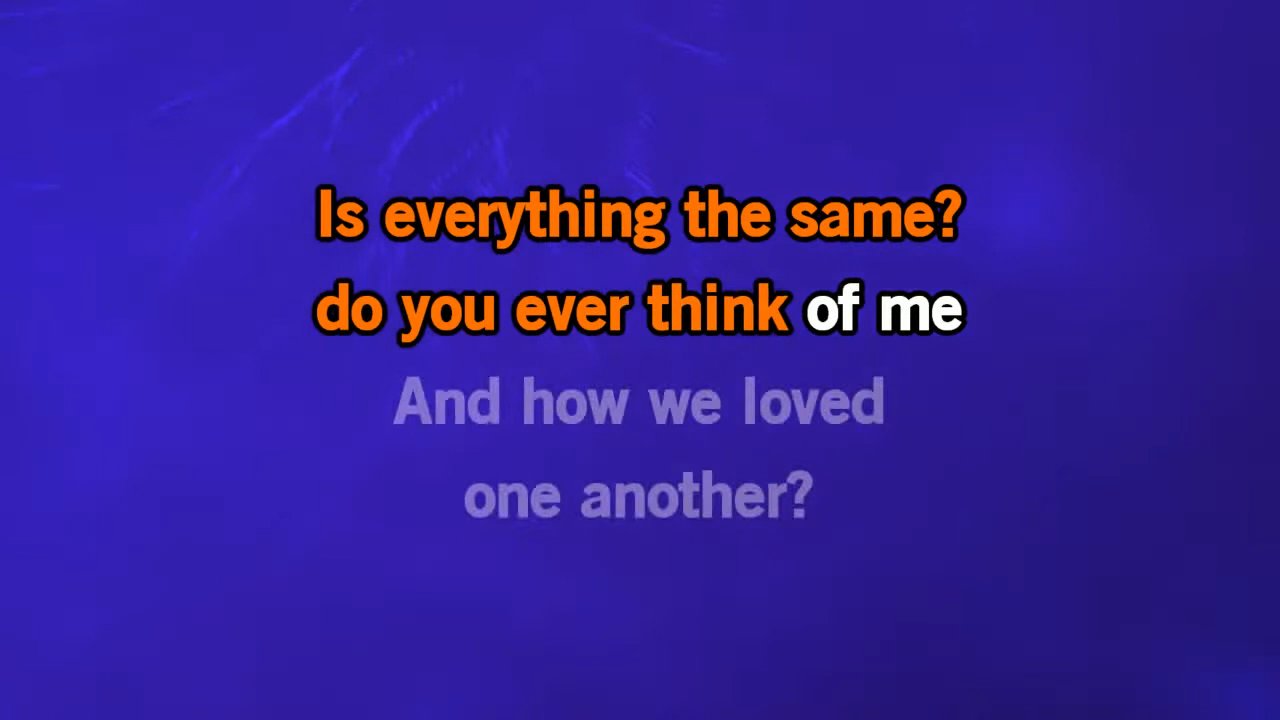 Is everything the same?
do you ever think of me
And how we loved
one another?